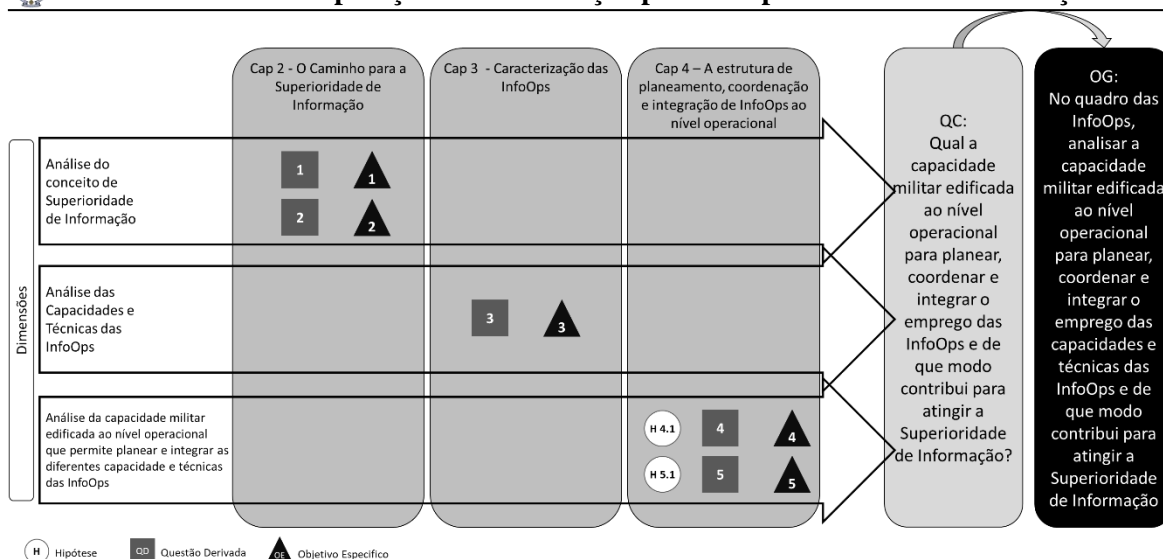 Cap 2 - O Caminho para a
Superioridade de
Informação
Cap 3 - Caracterização das
InfoOps
Cap 4 – A estrutura de
planeamento, coordenação
e integração de InfoOps ao
nível operacional
Dimensões
Análise do
conceito de
Superioridade
de Informação
1
1
2
2
Análise das
Capacidades e
Técnicas das
InfoOps
3
3
Análise da capacidade militar
edificada ao nível operacional
que permite planear e integrar as
diferentes capacidade e técnicas
das InfoOps
H 4.1
4
4
H 5.1
5
5
QC:
Qual a
capacidade
militar edificada
ao nível
operacional
para planear,
coordenar e
integrar o
emprego das
InfoOps e de
que modo
contribui para
atingir a
Superioridade
de Informação?
OG:
No quadro das
InfoOps,
analisar a
capacidade
militar edificada
ao nível
operacional
para planear,
coordenar e
integrar o
emprego das
capacidades e
técnicas das
InfoOps e de
que modo
contribui para
atingir a
Superioridade
de Informação
H Hipótese
QD Questão Derivada
OE Objetivo Especifico